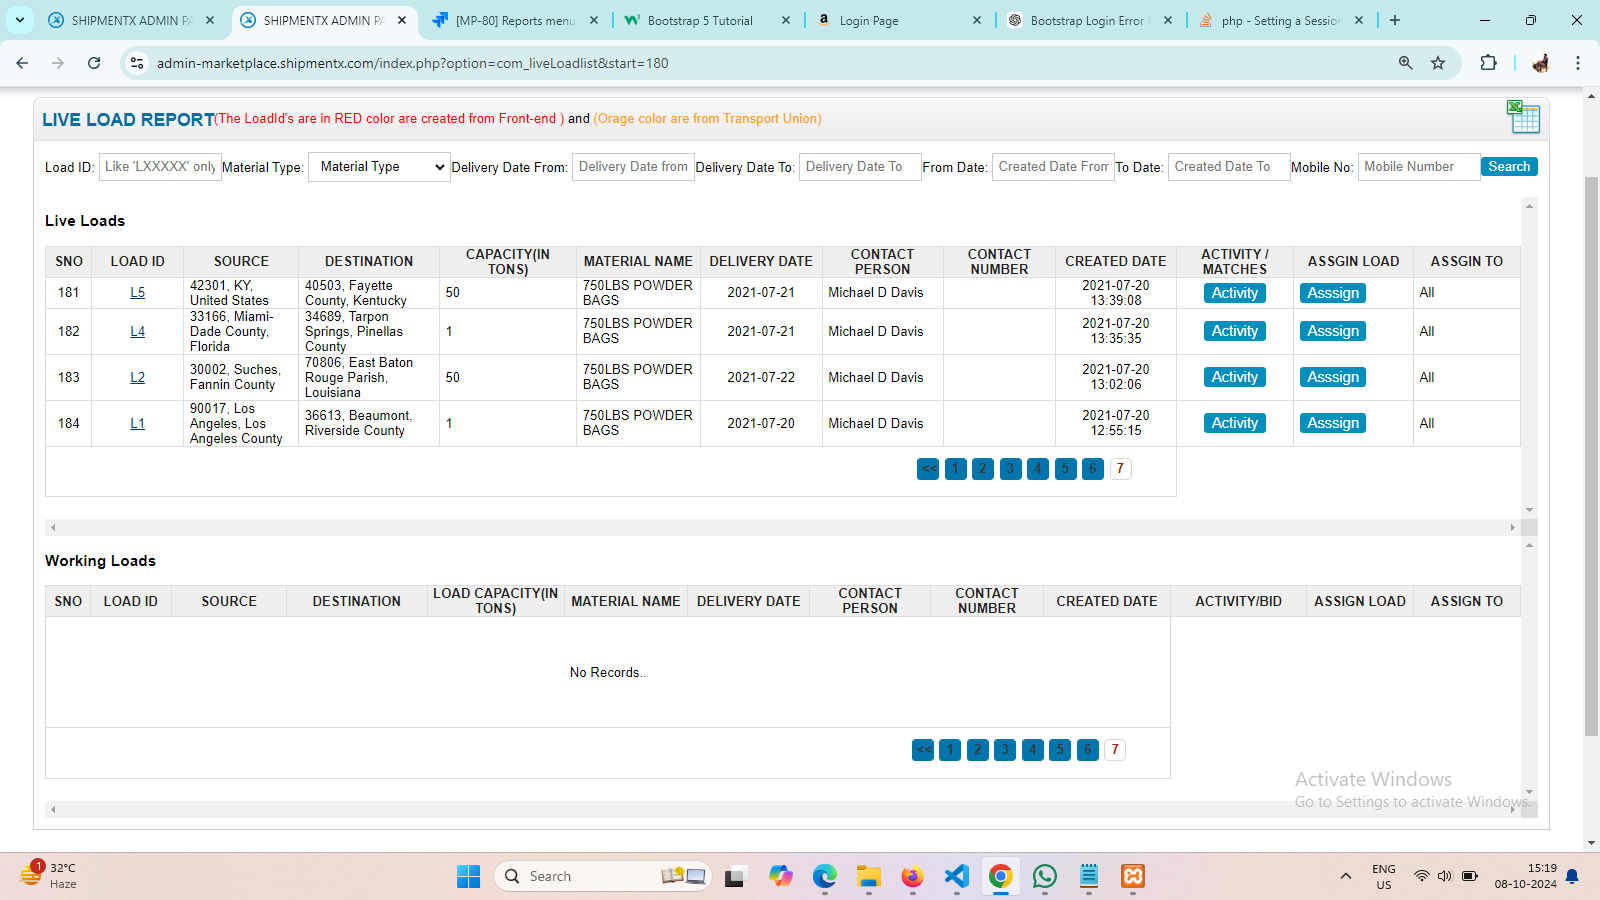 SHIPMENTX ADMIN PA
SHIPMENTX ADMIN PA
[MP-80] Reports menu
Bootstrap 5 Tutorial
Login Page
Bootstrap Login Error
php - Setting a Session
admin-marketplace.shipmentx.com/index.php?option=com_liveLoadlist&start=180
LIVE LOAD REPORT(The LoadId's are in RED color are created from Front-end ) and (Orage color are from Transport Union)
Load ID: Like 'LXXXXX' only Material Type: Material Type Delivery Date From: Delivery Date from Delivery Date To: Delivery Date To From Date: Created Date From To Date: Created Date To Mobile No: Mobile Number Search
Live Loads
SNO LOAD ID SOURCE DESTINATION CAPACITY(IN TONS) MATERIAL NAME DELIVERY DATE CONTACT PERSON CONTACT NUMBER CREATED DATE ACTIVITY / MATCHES ASSGIN LOAD ASSGIN TO
181 L5 42301, KY, United States 40503, Fayette County, Kentucky 50 750LBS POWDER BAGS 2021-07-21 Michael D Davis 2021-07-20 13:39:08 Activity Asssign All
182 L4 33166, Miami-Dade County, Florida 34689, Tarpon Springs, Pinellas County 1 750LBS POWDER BAGS 2021-07-21 Michael D Davis 2021-07-20 13:35:35 Activity Asssign All
183 L2 30002, Suches, Fannin County 70806, East Baton Rouge Parish, Louisiana 50 750LBS POWDER BAGS 2021-07-22 Michael D Davis 2021-07-20 13:02:06 Activity Asssign All
184 L1 90017, Los Angeles, Los Angeles County 36613, Beaumont, Riverside County 1 750LBS POWDER BAGS 2021-07-20 Michael D Davis 2021-07-20 12:55:15 Activity Asssign All
<< 1 2 3 4 5 6 7
Working Loads
SNO LOAD ID SOURCE DESTINATION LOAD CAPACITY(IN TONS) MATERIAL NAME DELIVERY DATE CONTACT PERSON CONTACT NUMBER CREATED DATE ACTIVITY/BID ASSIGN LOAD ASSIGN TO
No Records..
<< 1 2 3 4 5 6 7
Activate Windows
Go to Settings to activate Windows.
1
32°C
Haze
Search
ENG
US
15:19
08-10-2024